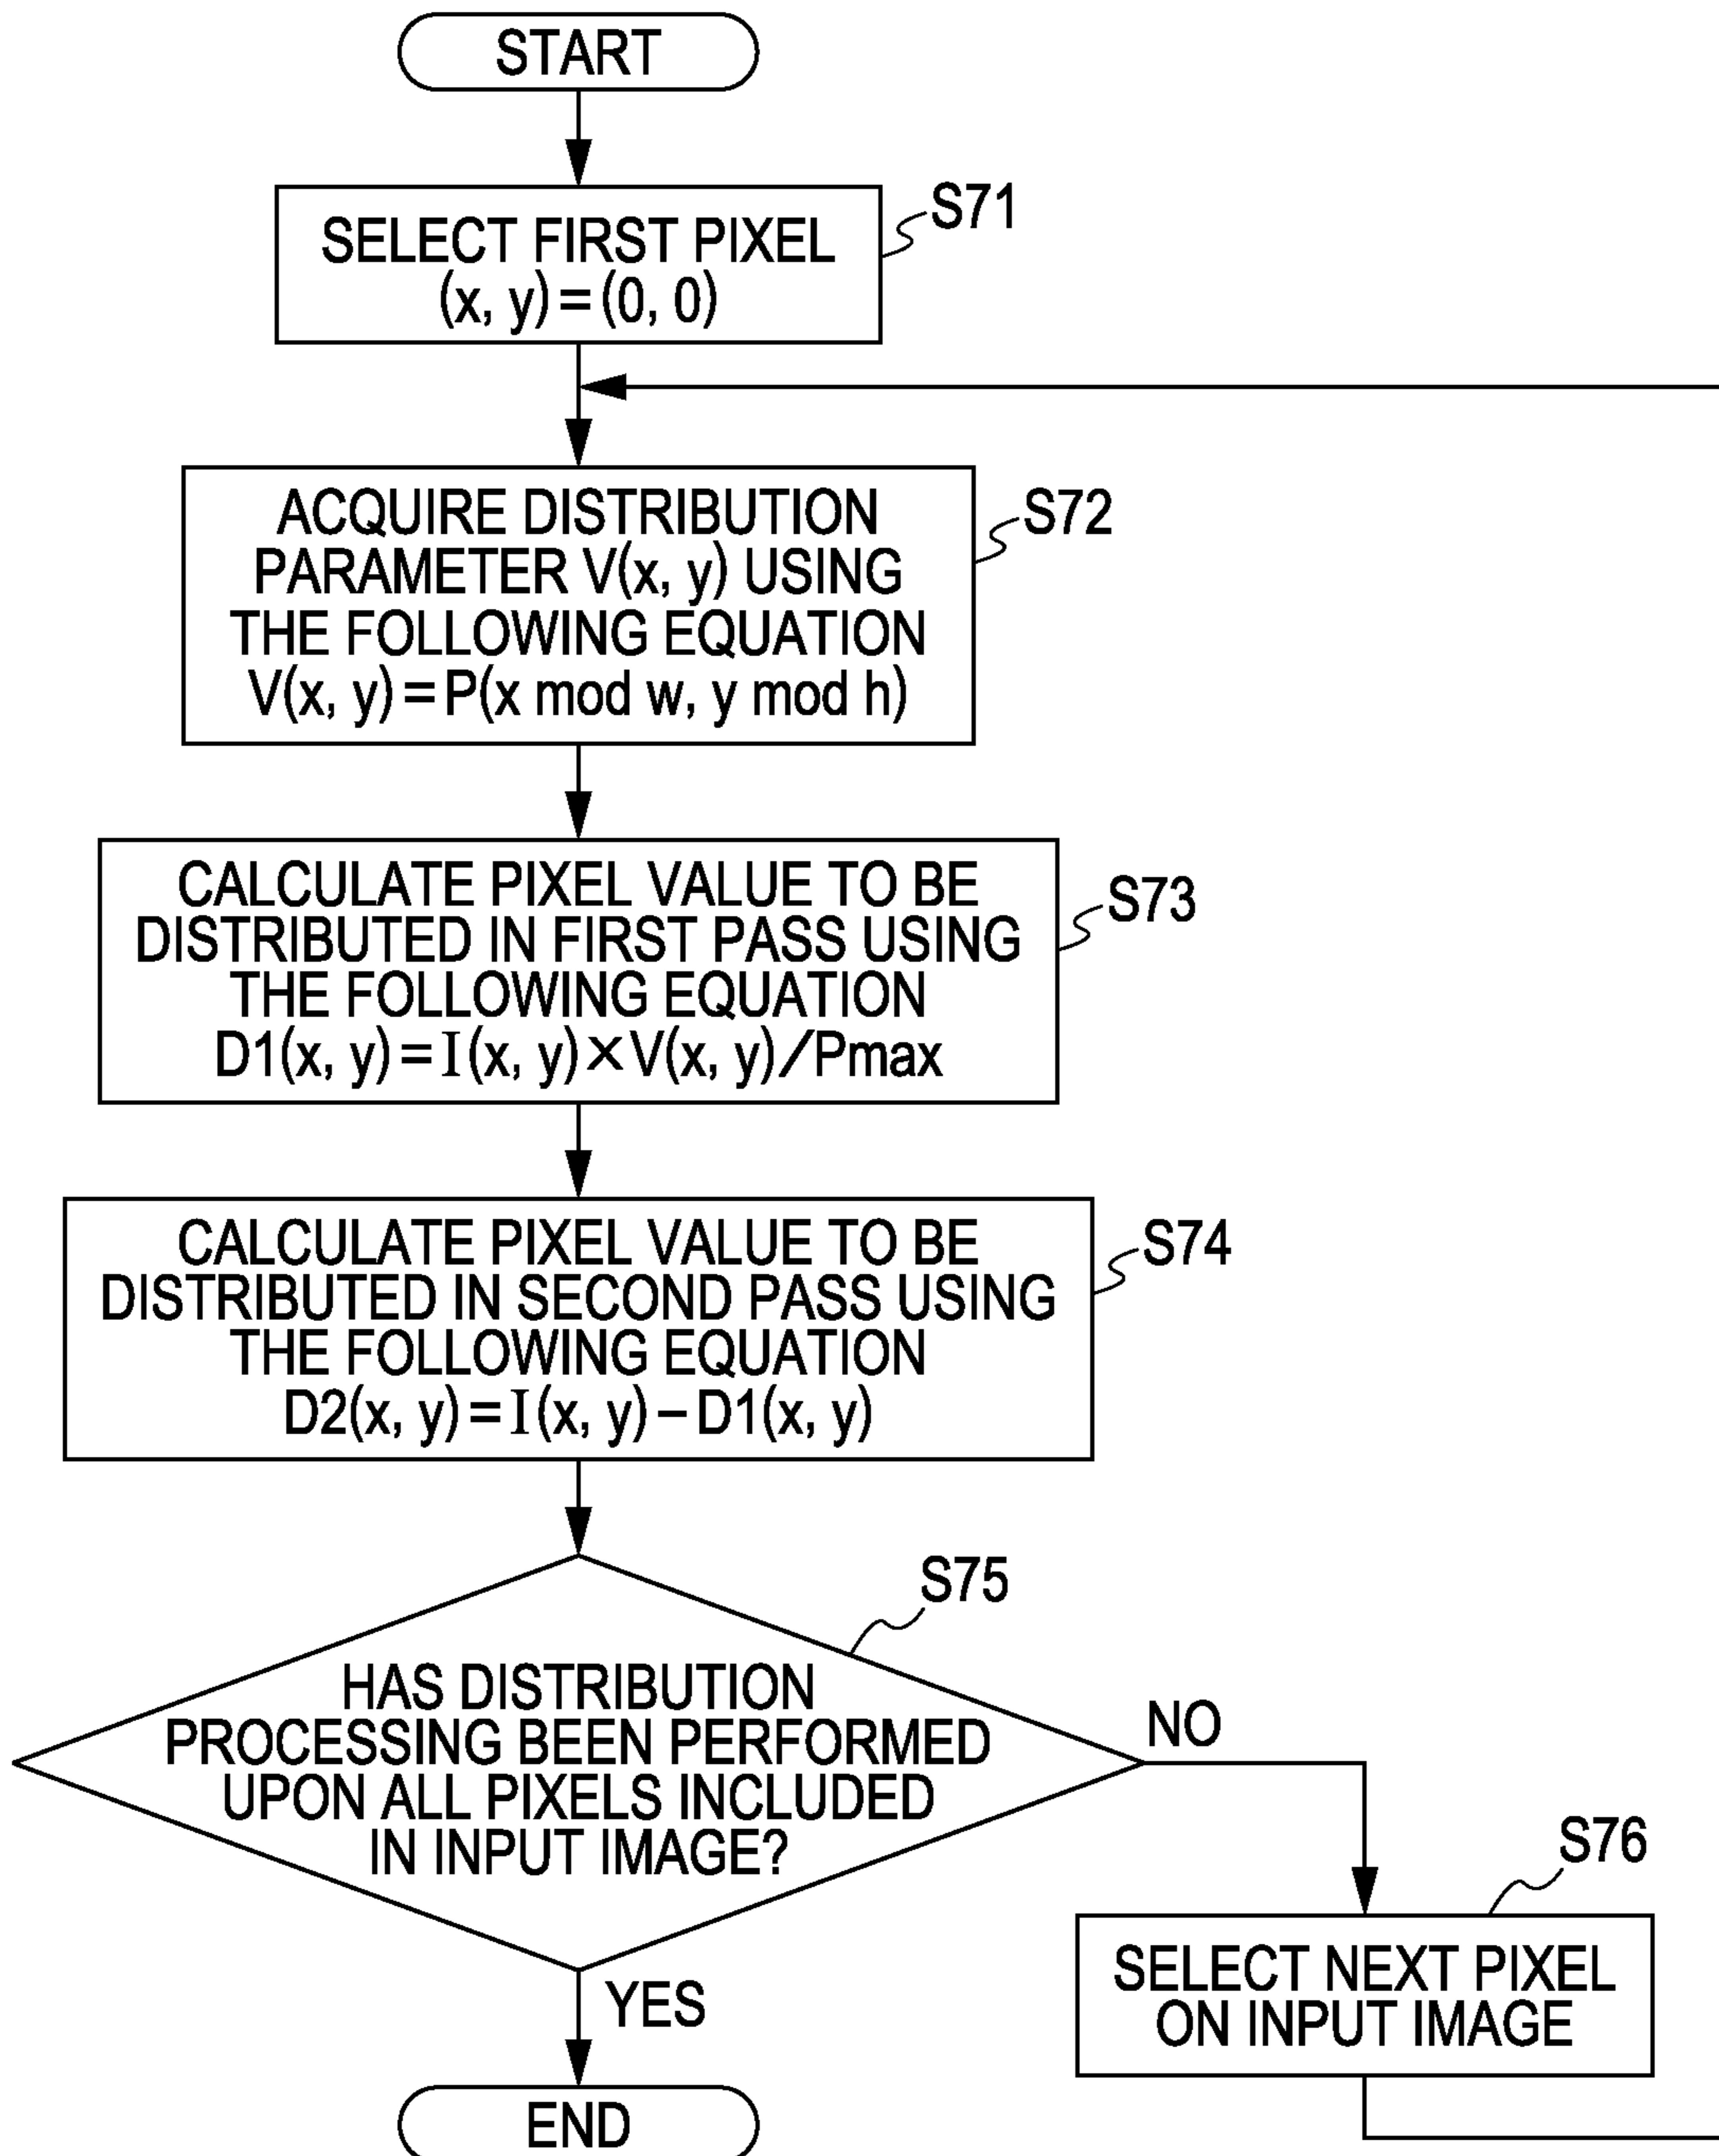 START
S71
SELECT FIRST PIXEL
(x, y)=(0, 0)
S72
ACQUIRE DISTRIBUTION
PARAMETER V(x, y) USING
THE FOLLOWING EQUATION
V(x, y)=P(x mod w, y mod h)
S73
CALCULATE PIXEL VALUE TO BE
DISTRIBUTED IN FIRST PASS USING
THE FOLLOWING EQUATION
D1(x, y)=I(x, y)×V(x, y)/Pmax
S74
CALCULATE PIXEL VALUE TO BE
DISTRIBUTED IN SECOND PASS USING
THE FOLLOWING EQUATION
D2(x, y)=I(x, y)−D1(x, y)
S75
HAS DISTRIBUTION
PROCESSING BEEN PERFORMED
UPON ALL PIXELS INCLUDED
IN INPUT IMAGE?
NO
S76
SELECT NEXT PIXEL
ON INPUT IMAGE
YES
END